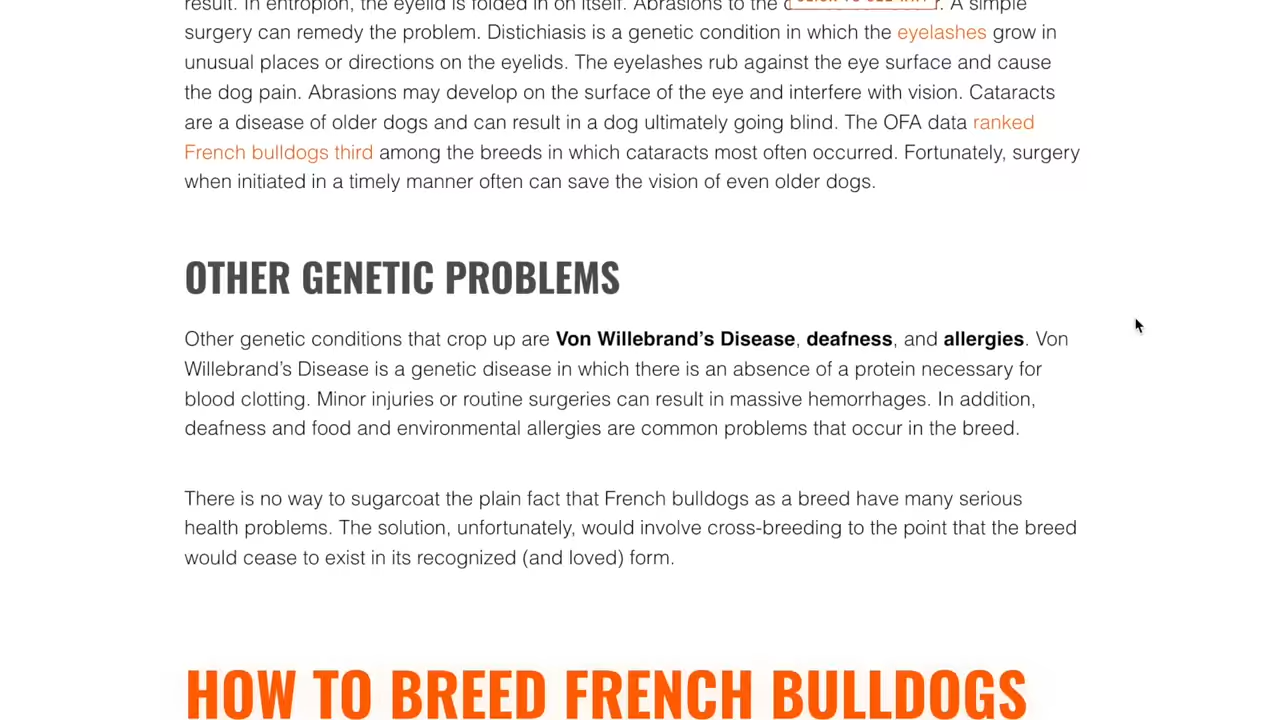 result. In entropion, the eyelid is folded in on itself. Abrasions to the A simple
surgery can remedy the problem. Distichiasis is a genetic condition in which the eyelashes grow in
unusual places or directions on the eyelids. The eyelashes rub against the eye surface and cause
the dog pain. Abrasions may develop on the surface of the eye and interfere with vision. Cataracts
are a disease of older dogs and can result in a dog ultimately going blind. The OFA data ranked
French bulldogs third among the breeds in which cataracts most often occurred. Fortunately, surgery
when initiated in a timely manner often can save the vision of even older dogs.
OTHER GENETIC PROBLEMS
Other genetic conditions that crop up are Von Willebrand’s Disease, deafness, and allergies. Von
Willebrand’s Disease is a genetic disease in which there is an absence of a protein necessary for
blood clotting. Minor injuries or routine surgeries can result in massive hemorrhages. In addition,
deafness and food and environmental allergies are common problems that occur in the breed.
There is no way to sugarcoat the plain fact that French bulldogs as a breed have many serious
health problems. The solution, unfortunately, would involve cross-breeding to the point that the breed
would cease to exist in its recognized (and loved) form.
HOW TO BREED FRENCH BULLDOGS